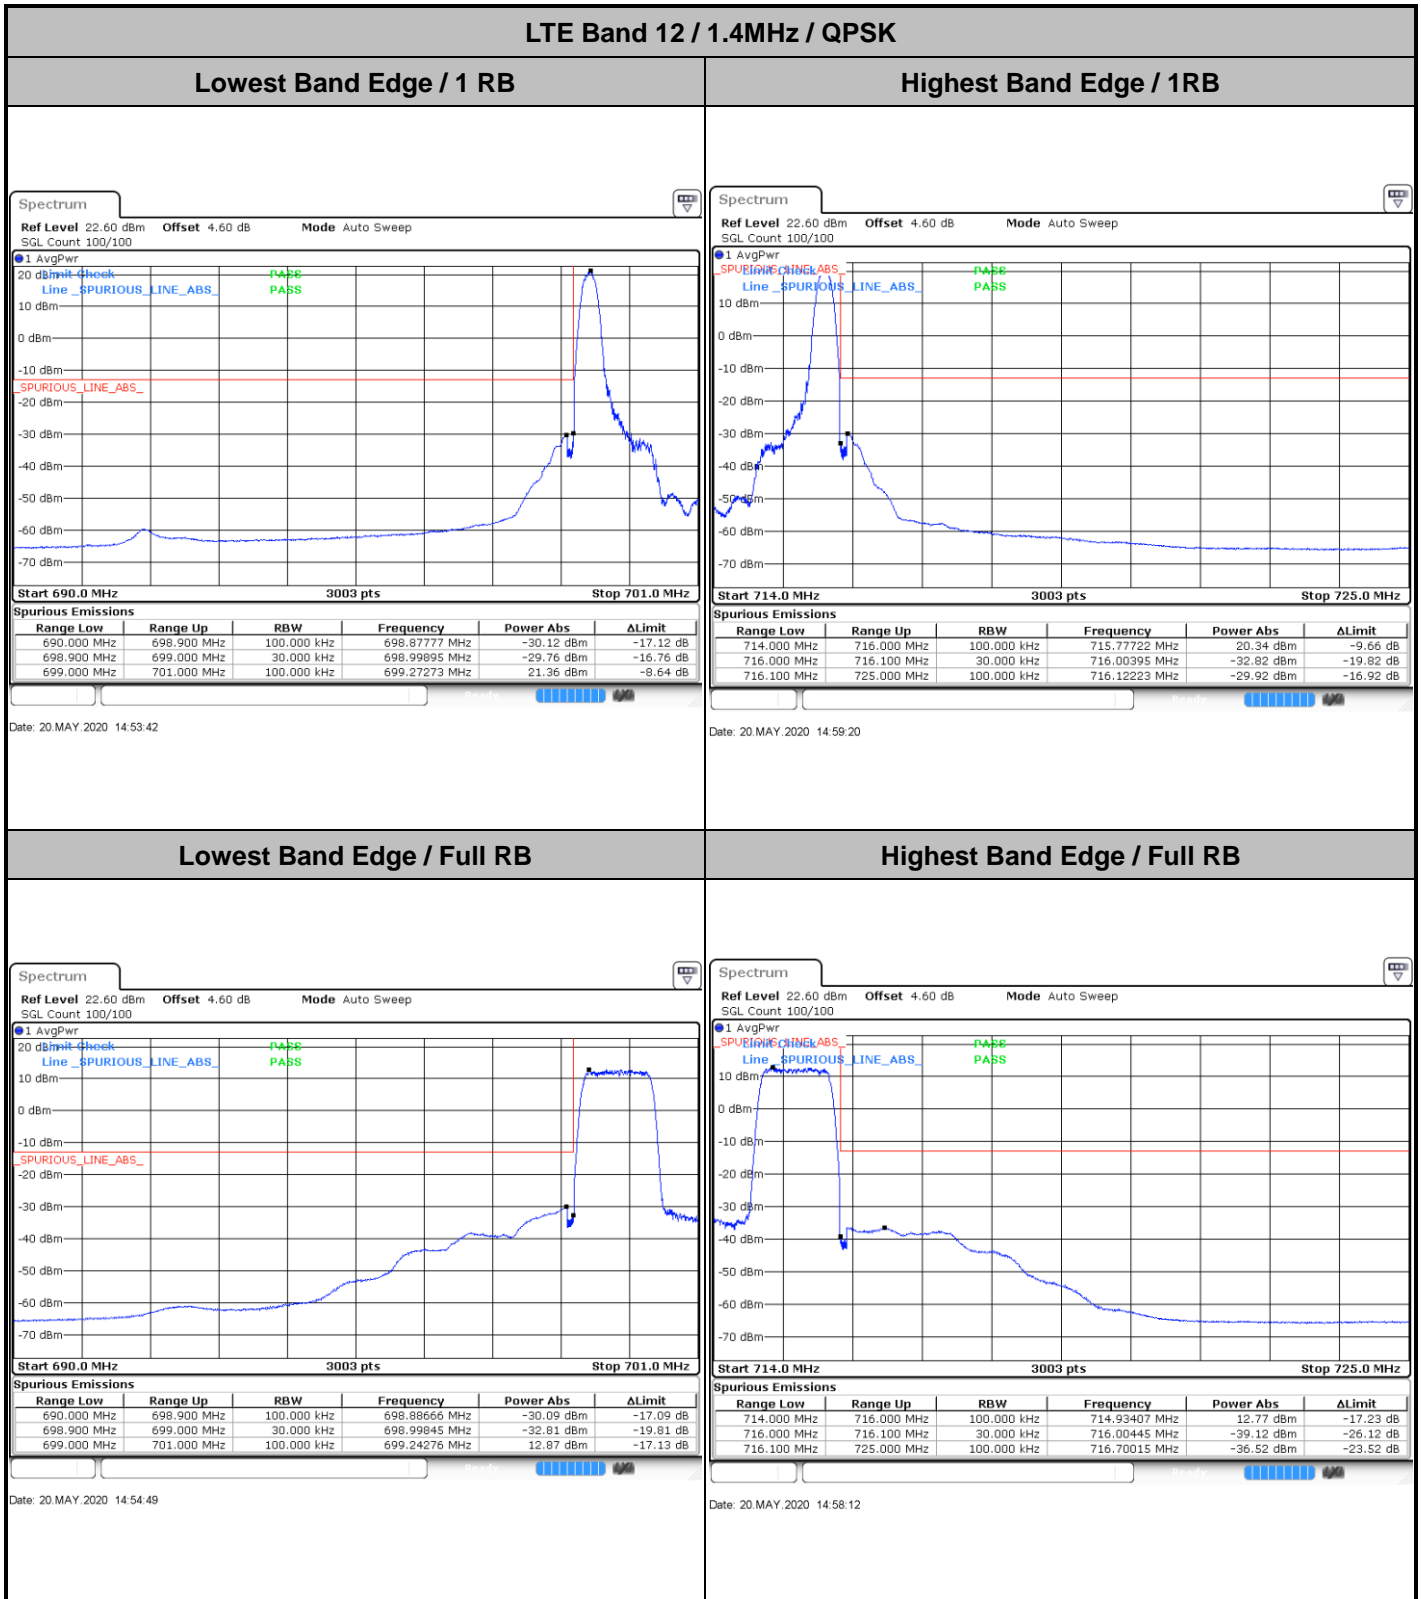 LTE Band 12 / 1.4MHz / QPSK
Lowest Band Edge / 1 RB
Highest Band Edge / 1RB
Spectrum
Ref Level 22.60 dBm Offset 4.60 dB Mode Auto Sweep
SGL Count 100/100
1 AvgPwr
20 dBm Limit Check PASS
Line _SPURIOUS_LINE_ABS_ PASS
10 dBm
0 dBm
-10 dBm
_SPURIOUS_LINE_ABS_
-20 dBm
-30 dBm
-40 dBm
-50 dBm
-60 dBm
-70 dBm
Start 690.0 MHz 3003 pts Stop 701.0 MHz
Spurious Emissions
Range Low Range Up RBW Frequency Power Abs ΔLimit
690.000 MHz 698.900 MHz 100.000 kHz 698.87777 MHz -30.12 dBm -17.12 dB
698.900 MHz 699.000 MHz 30.000 kHz 698.99895 MHz -29.76 dBm -16.76 dB
699.000 MHz 701.000 MHz 100.000 kHz 699.27273 MHz 21.36 dBm -8.64 dB
Ready
Date: 20.MAY.2020 14:53:42
Spectrum
Ref Level 22.60 dBm Offset 4.60 dB Mode Auto Sweep
SGL Count 100/100
1 AvgPwr
_SPURIOUS_LINE_ABS_
Limit Check PASS
Line _SPURIOUS_LINE_ABS_ PASS
10 dBm
0 dBm
-10 dBm
-20 dBm
-30 dBm
-40 dBm
-50 dBm
-60 dBm
-70 dBm
Start 714.0 MHz 3003 pts Stop 725.0 MHz
Spurious Emissions
Range Low Range Up RBW Frequency Power Abs ΔLimit
714.000 MHz 716.000 MHz 100.000 kHz 715.77722 MHz 20.34 dBm -9.66 dB
716.000 MHz 716.100 MHz 30.000 kHz 716.00395 MHz -32.82 dBm -19.82 dB
716.100 MHz 725.000 MHz 100.000 kHz 716.12223 MHz -29.92 dBm -16.92 dB
Ready
Date: 20.MAY.2020 14:59:20
Lowest Band Edge / Full RB
Highest Band Edge / Full RB
Spectrum
Ref Level 22.60 dBm Offset 4.60 dB Mode Auto Sweep
SGL Count 100/100
1 AvgPwr
20 dBm Limit Check PASS
Line _SPURIOUS_LINE_ABS_ PASS
10 dBm
0 dBm
-10 dBm
_SPURIOUS_LINE_ABS_
-20 dBm
-30 dBm
-40 dBm
-50 dBm
-60 dBm
-70 dBm
Start 690.0 MHz 3003 pts Stop 701.0 MHz
Spurious Emissions
Range Low Range Up RBW Frequency Power Abs ΔLimit
690.000 MHz 698.900 MHz 100.000 kHz 698.88666 MHz -30.09 dBm -17.09 dB
698.900 MHz 699.000 MHz 30.000 kHz 698.99845 MHz -32.81 dBm -19.81 dB
699.000 MHz 701.000 MHz 100.000 kHz 699.24276 MHz 12.87 dBm -17.13 dB
Ready
Date: 20.MAY.2020 14:54:49
Spectrum
Ref Level 22.60 dBm Offset 4.60 dB Mode Auto Sweep
SGL Count 100/100
1 AvgPwr
_SPURIOUS_LINE_ABS_
Limit Check PASS
Line _SPURIOUS_LINE_ABS_ PASS
10 dBm
0 dBm
-10 dBm
-20 dBm
-30 dBm
-40 dBm
-50 dBm
-60 dBm
-70 dBm
Start 714.0 MHz 3003 pts Stop 725.0 MHz
Spurious Emissions
Range Low Range Up RBW Frequency Power Abs ΔLimit
714.000 MHz 716.000 MHz 100.000 kHz 714.93407 MHz 12.77 dBm -17.23 dB
716.000 MHz 716.100 MHz 30.000 kHz 716.00445 MHz -39.12 dBm -26.12 dB
716.100 MHz 725.000 MHz 100.000 kHz 716.70015 MHz -36.52 dBm -23.52 dB
Ready
Date: 20.MAY.2020 14:58:12